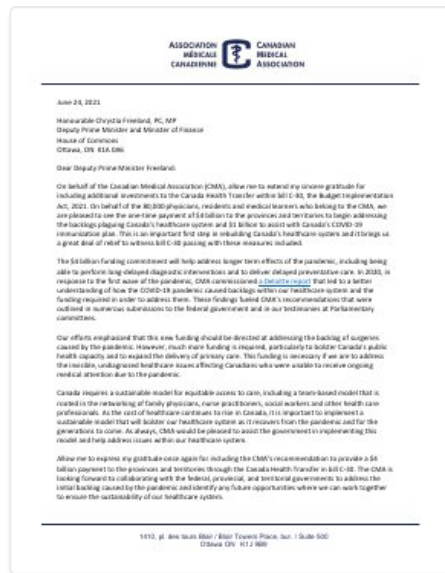 ASSOCIATION MÉDICALE CANADIENNE
CANADIAN MEDICAL ASSOCIATION
June 24, 2021
Honourable Chrystia Freeland, PC, MP
Deputy Prime Minister and Minister of Finance
House of Commons
Ottawa, ON K1A 0A6
Dear Deputy Prime Minister Freeland:
On behalf of the Canadian Medical Association (CMA), allow me to extend my sincere gratitude for
including additional investments to the Canada Health Transfer within bill C-30, the Budget Implementation
Act, 2021. On behalf of the 80,000 physicians, residents and medical learners who belong to the CMA, we
are pleased to see the one-time payment of $4 billion to the provinces and territories to begin addressing
the backlogs plaguing Canada's healthcare system and $1 billion to assist with Canada's COVID-19
immunization plan. This is an important first step in rebuilding Canada's healthcare system and it brings us
a great deal of relief to witness bill C-30 passing with these measures included.
The $4 billion funding commitment will help address longer term effects of the pandemic, including being
able to perform long-delayed diagnostic interventions and to deliver delayed preventative care. In 2020, in
response to the first wave of the pandemic, CMA commissioned a Deloitte report that led to a better
understanding of how the COVID-19 pandemic caused backlogs within our healthcare system and the
funding required in order to address them. These findings fueled CMA's recommendations that were
outlined in numerous submissions to the federal government and in our testimonies at Parliamentary
committees.
Our efforts emphasized that this new funding should be directed at addressing the backlog of surgeries
caused by the pandemic. However, much more funding is required, particularly to bolster Canada's public
health capacity and to expand the delivery of primary care. This funding is necessary if we are to address
the invisible, undiagnosed healthcare issues affecting Canadians who were unable to receive ongoing
medical attention due to the pandemic.
Canada requires a sustainable model for equitable access to care, including a team-based model that is
rooted in the networking of family physicians, nurse practitioners, social workers and other health care
professionals. As the cost of healthcare continues to rise in Canada, it is important to implement a
sustainable model that will bolster our healthcare system as it recovers from the pandemic and for the
generations to come. As always, CMA would be pleased to assist the government in implementing this
model and help address issues within our healthcare system.
Allow me to express my gratitude once again for including the CMA's recommendation to provide a $4
billion payment to the provinces and territories through the Canada Health Transfer in bill C-30. The CMA is
looking forward to collaborating with the federal, provincial, and territorial governments to address the
initial backlog caused by the pandemic and identify any future opportunities where we can work together
to ensure the sustainability of our healthcare system.
1410, pl. des tours Blair / Blair Towers Place, bur. / Suite 500
Ottawa ON K1J 9B9